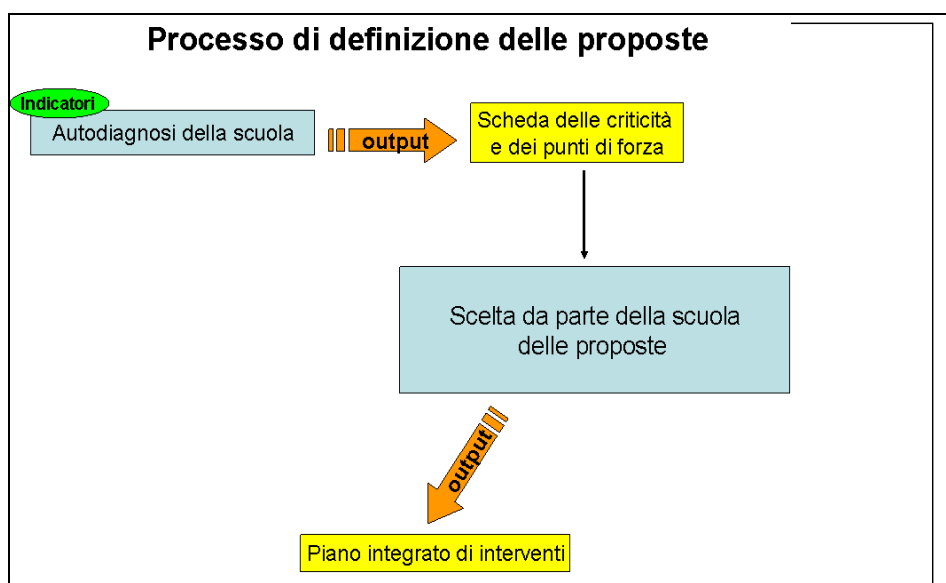 Processo di definizione delle proposte
Indicatori
Autodiagnosi della scuola
output
Scheda delle criticità
e dei punti di forza
Scelta da parte della scuola
delle proposte
output
Piano integrato di interventi